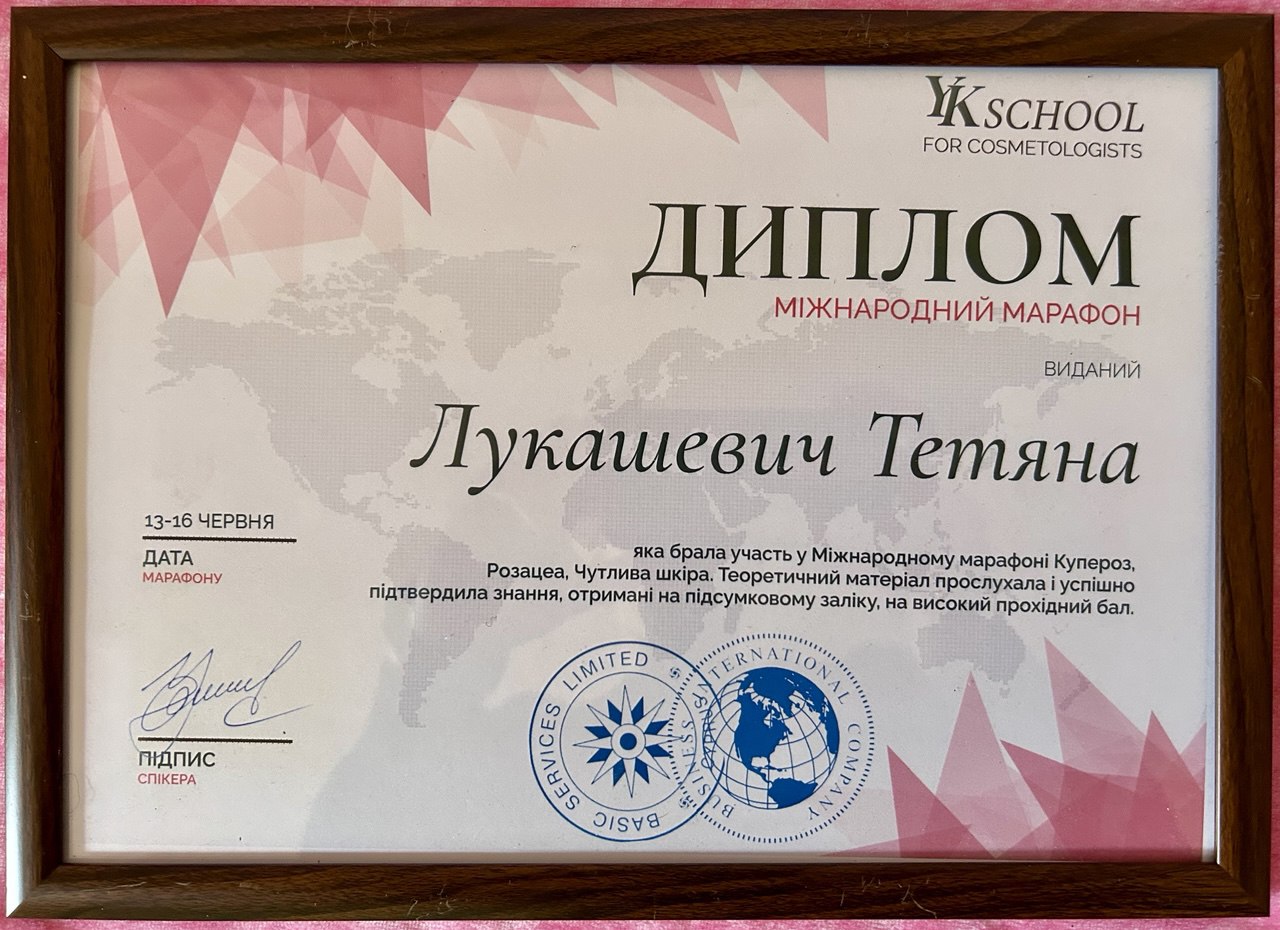 YK SCHOOL
FOR COSMETOLOGISTS
ДИПЛОМ
МІЖНАРОДНИЙ МАРАФОН
ВИДАНИЙ
Лукашевич Тетяна
13-16 ЧЕРВНЯ
ДАТА
МАРАФОНУ
яка брала участь у Міжнародному марафоні Купероз,
Розацеа, Чутлива шкіра. Теоретичний матеріал прослухала і успішно
підтвердила знання, отримані на підсумковому заліку, на високий прохідний бал.
ПІДПИС
СПІКЕРА
BASIC SERVICES LIMITED
CYPRUS
BUSINESS INTERNATIONAL COMPANY